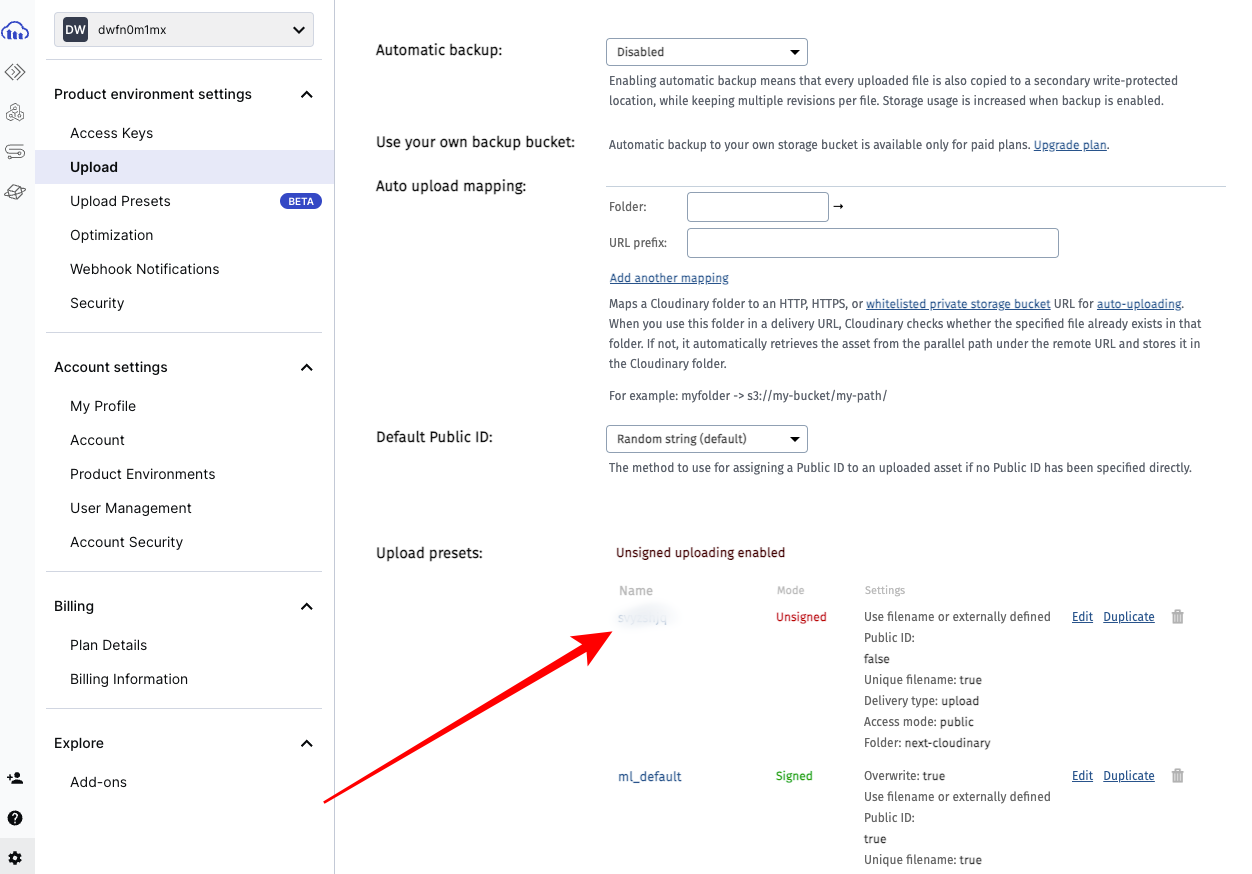 DW dwfn0m1mx
Product environment settings
Access Keys
Upload
Upload Presets BETA
Optimization
Webhook Notifications
Security
Account settings
My Profile
Account
Product Environments
User Management
Account Security
Billing
Plan Details
Billing Information
Explore
Add-ons
Automatic backup: Disabled
Enabling automatic backup means that every uploaded file is also copied to a secondary write-protected
location, while keeping multiple revisions per file. Storage usage is increased when backup is enabled.
Use your own backup bucket: Automatic backup to your own storage bucket is available only for paid plans. Upgrade plan.
Auto upload mapping:
Folder: →
URL prefix:
Add another mapping
Maps a Cloudinary folder to an HTTP, HTTPS, or whitelisted private storage bucket URL for auto-uploading.
When you use this folder in a delivery URL, Cloudinary checks whether the specified file already exists in that
folder. If not, it automatically retrieves the asset from the parallel path under the remote URL and stores it in
the Cloudinary folder.
For example: myfolder -> s3://my-bucket/my-path/
Default Public ID: Random string (default)
The method to use for assigning a Public ID to an uploaded asset if no Public ID has been specified directly.
Upload presets: Unsigned uploading enabled
Name Mode Settings
Unsigned Use filename or externally defined Edit Duplicate
Public ID:
false
Unique filename: true
Delivery type: upload
Access mode: public
Folder: next-cloudinary
ml_default Signed Overwrite: true Edit Duplicate
Use filename or externally defined
Public ID:
true
Unique filename: true